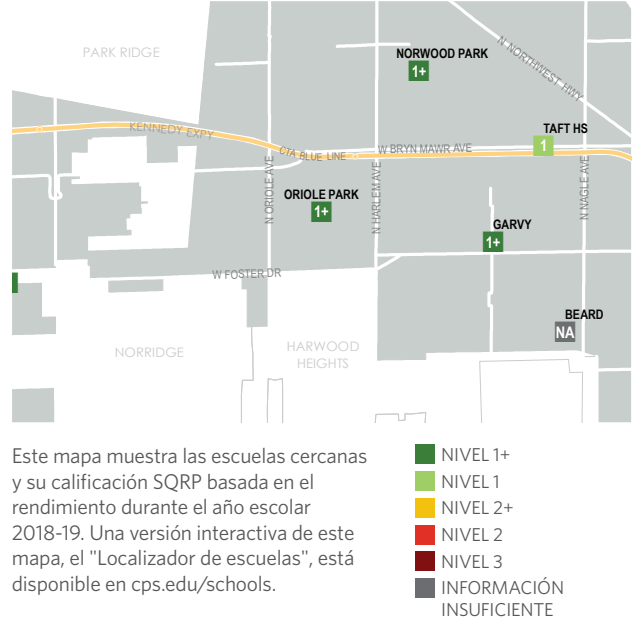 PARK RIDGE
NORWOOD PARK
1+
N NORTHWEST HWY
KENNEDY EXPY
TAFT HS
1
CTA BLUE LINE
W BRYN MAWR AVE
N ORIOLE AVE
ORIOLE PARK
1+
N HARLEM AVE
N NAGLE AVE
GARVY
1+
W FOSTER DR
BEARD
NA
NORRIDGE
HARWOOD
HEIGHTS
Este mapa muestra las escuelas cercanas
y su calificación SQRP basada en el
rendimiento durante el año escolar
2018-19. Una versión interactiva de este
mapa, el "Localizador de escuelas", está
disponible en cps.edu/schools.
NIVEL 1+
NIVEL 1
NIVEL 2+
NIVEL 2
NIVEL 3
INFORMACIÓN
INSUFICIENTE